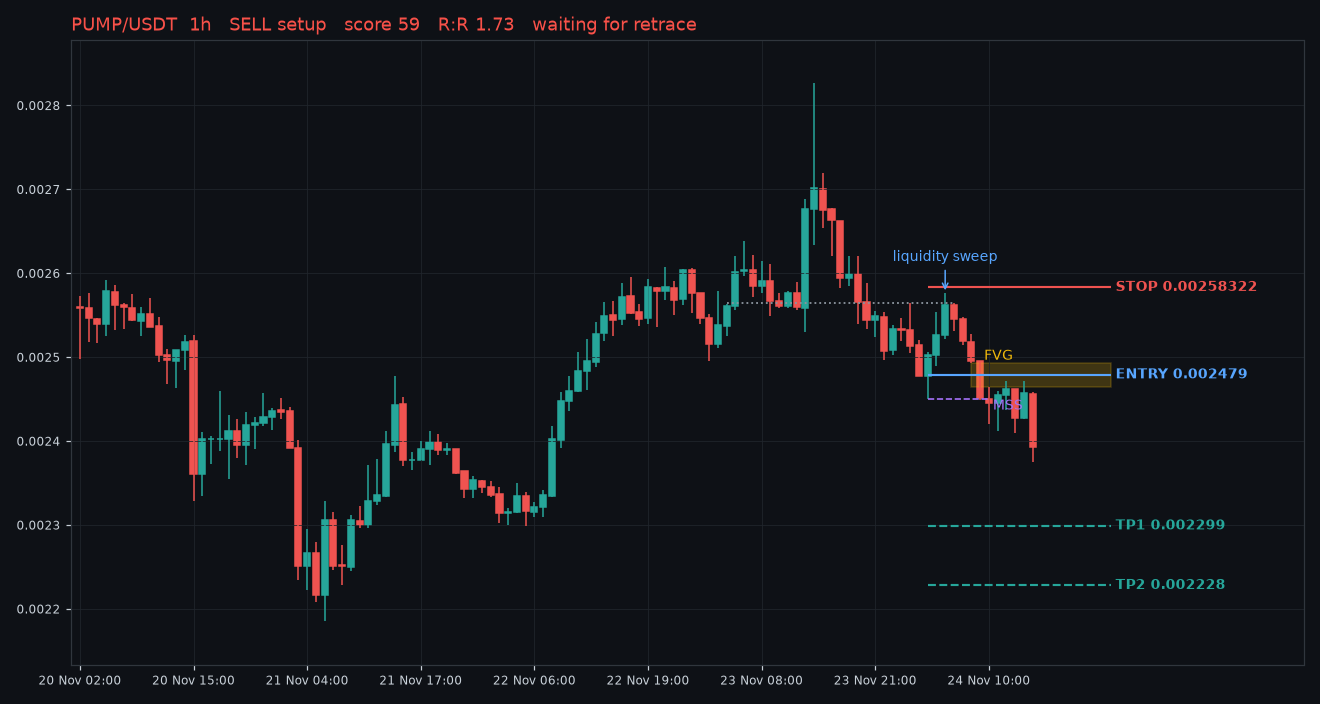 PUMP/USDT 1h SELL setup score 59 R:R 1.73 waiting for retrace
0.0028
0.0027
liquidity sweep
0.0026
STOP 0.00258322
0.0025
FVG
ENTRY 0.002479
MSS
0.0024
0.0023
TP1 0.002299
TP2 0.002228
0.0022
20 Nov 02:00
20 Nov 15:00
21 Nov 04:00
21 Nov 17:00
22 Nov 06:00
22 Nov 19:00
23 Nov 08:00
23 Nov 21:00
24 Nov 10:00